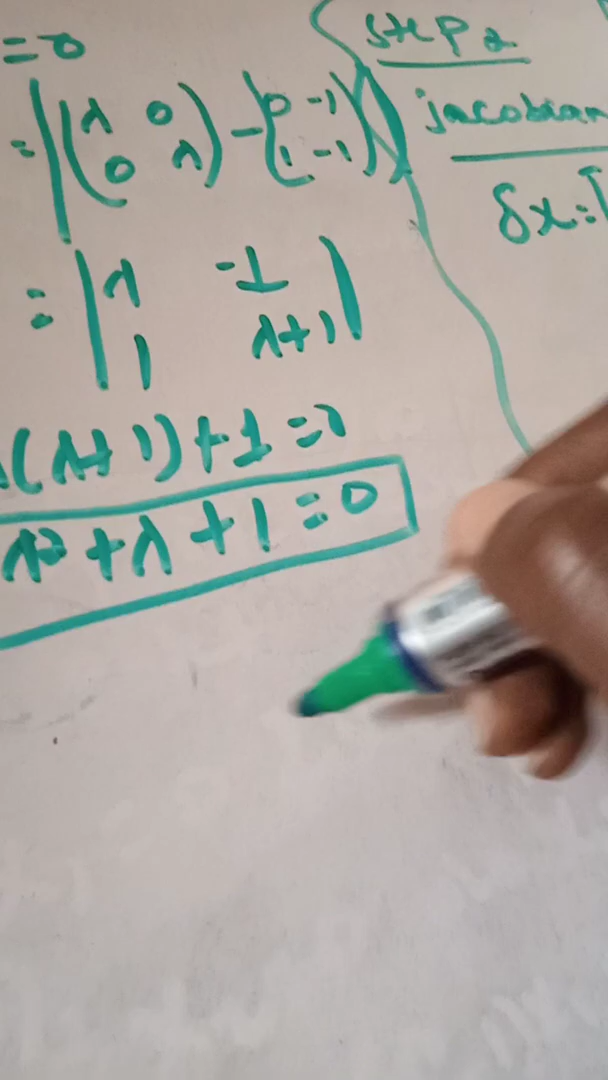 =0
step 2
= |(λ 0
0 λ) - (0 -1
1 -1)|
jacobian
δx=[
= |λ -1
1 λ+1|
(λ+1)+1=0
λ²+λ+1=0